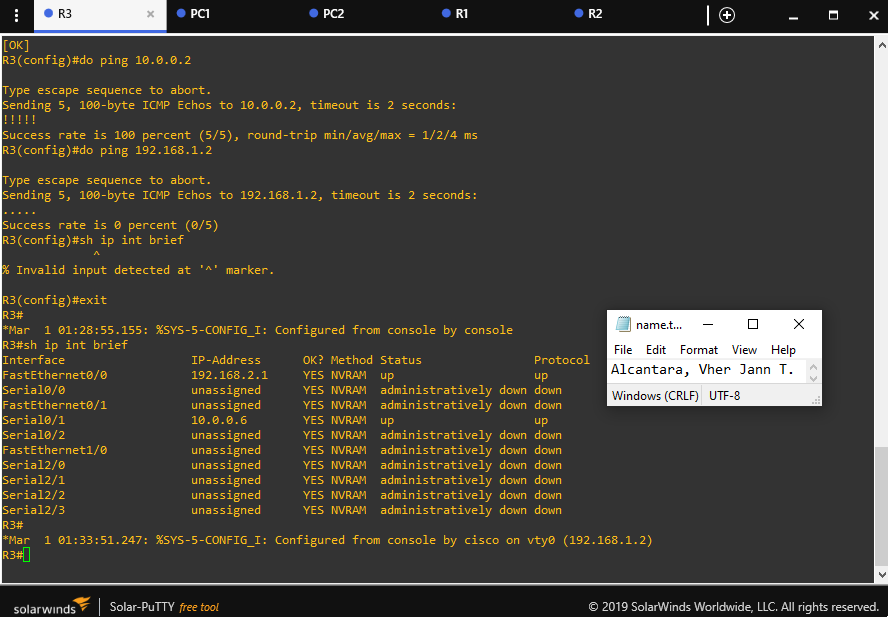 R3 PC1 PC2 R1 R2
[OK]
R3(config)#do ping 10.0.0.2
Type escape sequence to abort.
Sending 5, 100-byte ICMP Echos to 10.0.0.2, timeout is 2 seconds:
!!!!!
Success rate is 100 percent (5/5), round-trip min/avg/max = 1/2/4 ms
R3(config)#do ping 192.168.1.2
Type escape sequence to abort.
Sending 5, 100-byte ICMP Echos to 192.168.1.2, timeout is 2 seconds:
.....
Success rate is 0 percent (0/5)
R3(config)#sh ip int brief
^
% Invalid input detected at '^' marker.
R3(config)#exit
R3#
*Mar  1 01:28:55.155: %SYS-5-CONFIG_I: Configured from console by console
R3#sh ip int brief
Interface IP-Address OK? Method Status Protocol
FastEthernet0/0 192.168.2.1 YES NVRAM up up
Serial0/0 unassigned YES NVRAM administratively down down
FastEthernet0/1 unassigned YES NVRAM administratively down down
Serial0/1 10.0.0.6 YES NVRAM up up
Serial0/2 unassigned YES NVRAM administratively down down
FastEthernet1/0 unassigned YES NVRAM administratively down down
Serial2/0 unassigned YES NVRAM administratively down down
Serial2/1 unassigned YES NVRAM administratively down down
Serial2/2 unassigned YES NVRAM administratively down down
Serial2/3 unassigned YES NVRAM administratively down down
R3#
*Mar  1 01:33:51.247: %SYS-5-CONFIG_I: Configured from console by cisco on vty0 (192.168.1.2)
R3#
name.t...
File Edit Format View Help
Alcantara, Vher Jann T.
Windows (CRLF) UTF-8
solarwinds Solar-PuTTY free tool © 2019 SolarWinds Worldwide, LLC. All rights reserved.